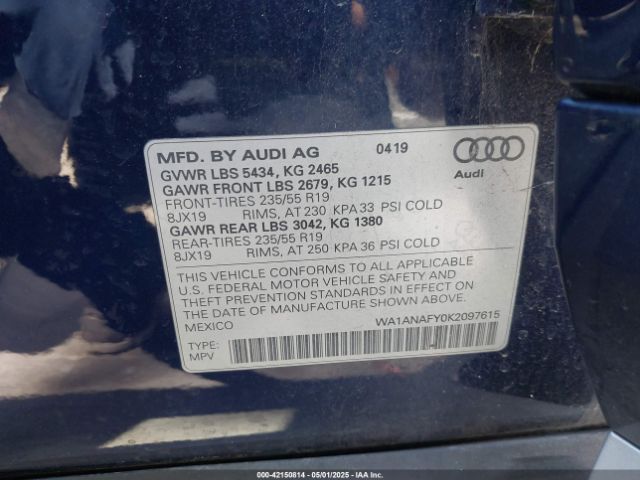 MFD. BY AUDI AG 0419
GVWR LBS 5434, KG 2465
GAWR FRONT LBS 2679, KG 1215
FRONT-TIRES 235/55 R19
8JX19 RIMS, AT 230 KPA 33 PSI COLD
GAWR REAR LBS 3042, KG 1380
REAR-TIRES 235/55 R19
8JX19 RIMS, AT 250 KPA 36 PSI COLD
Audi
THIS VEHICLE CONFORMS TO ALL APPLICABLE
U.S. FEDERAL MOTOR VEHICLE SAFETY AND
THEFT PREVENTION STANDARDS IN EFFECT ON
THE DATE OF MANUFACTURE SHOWN ABOVE.
MEXICO WA1ANAFY0K2097615
TYPE:
MPV
00-42150814 - 05/01/2025 - COPYRIGHT © IAA, LLC